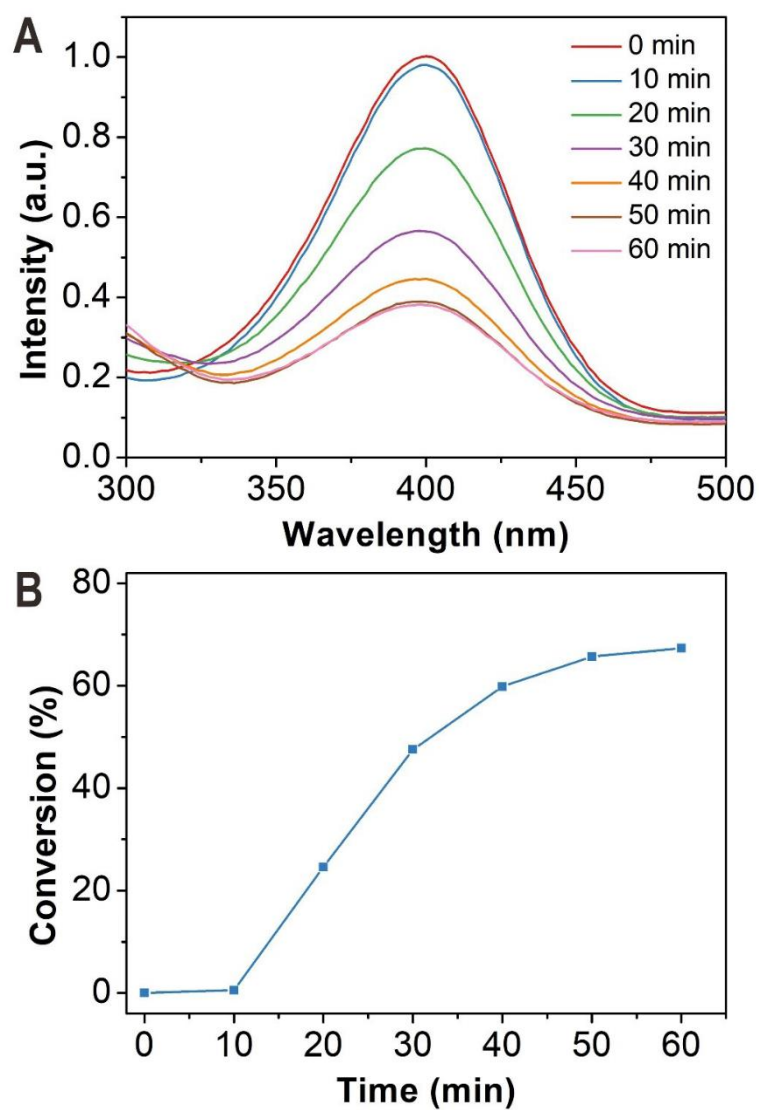 A
Intensity (a.u.)
1.0
0.8
0.6
0.4
0.2
0.0
0 min
10 min
20 min
30 min
40 min
50 min
60 min
300
350
400
450
500
Wavelength (nm)
B
Conversion (%)
80
60
40
20
0
0
10
20
30
40
50
60
Time (min)